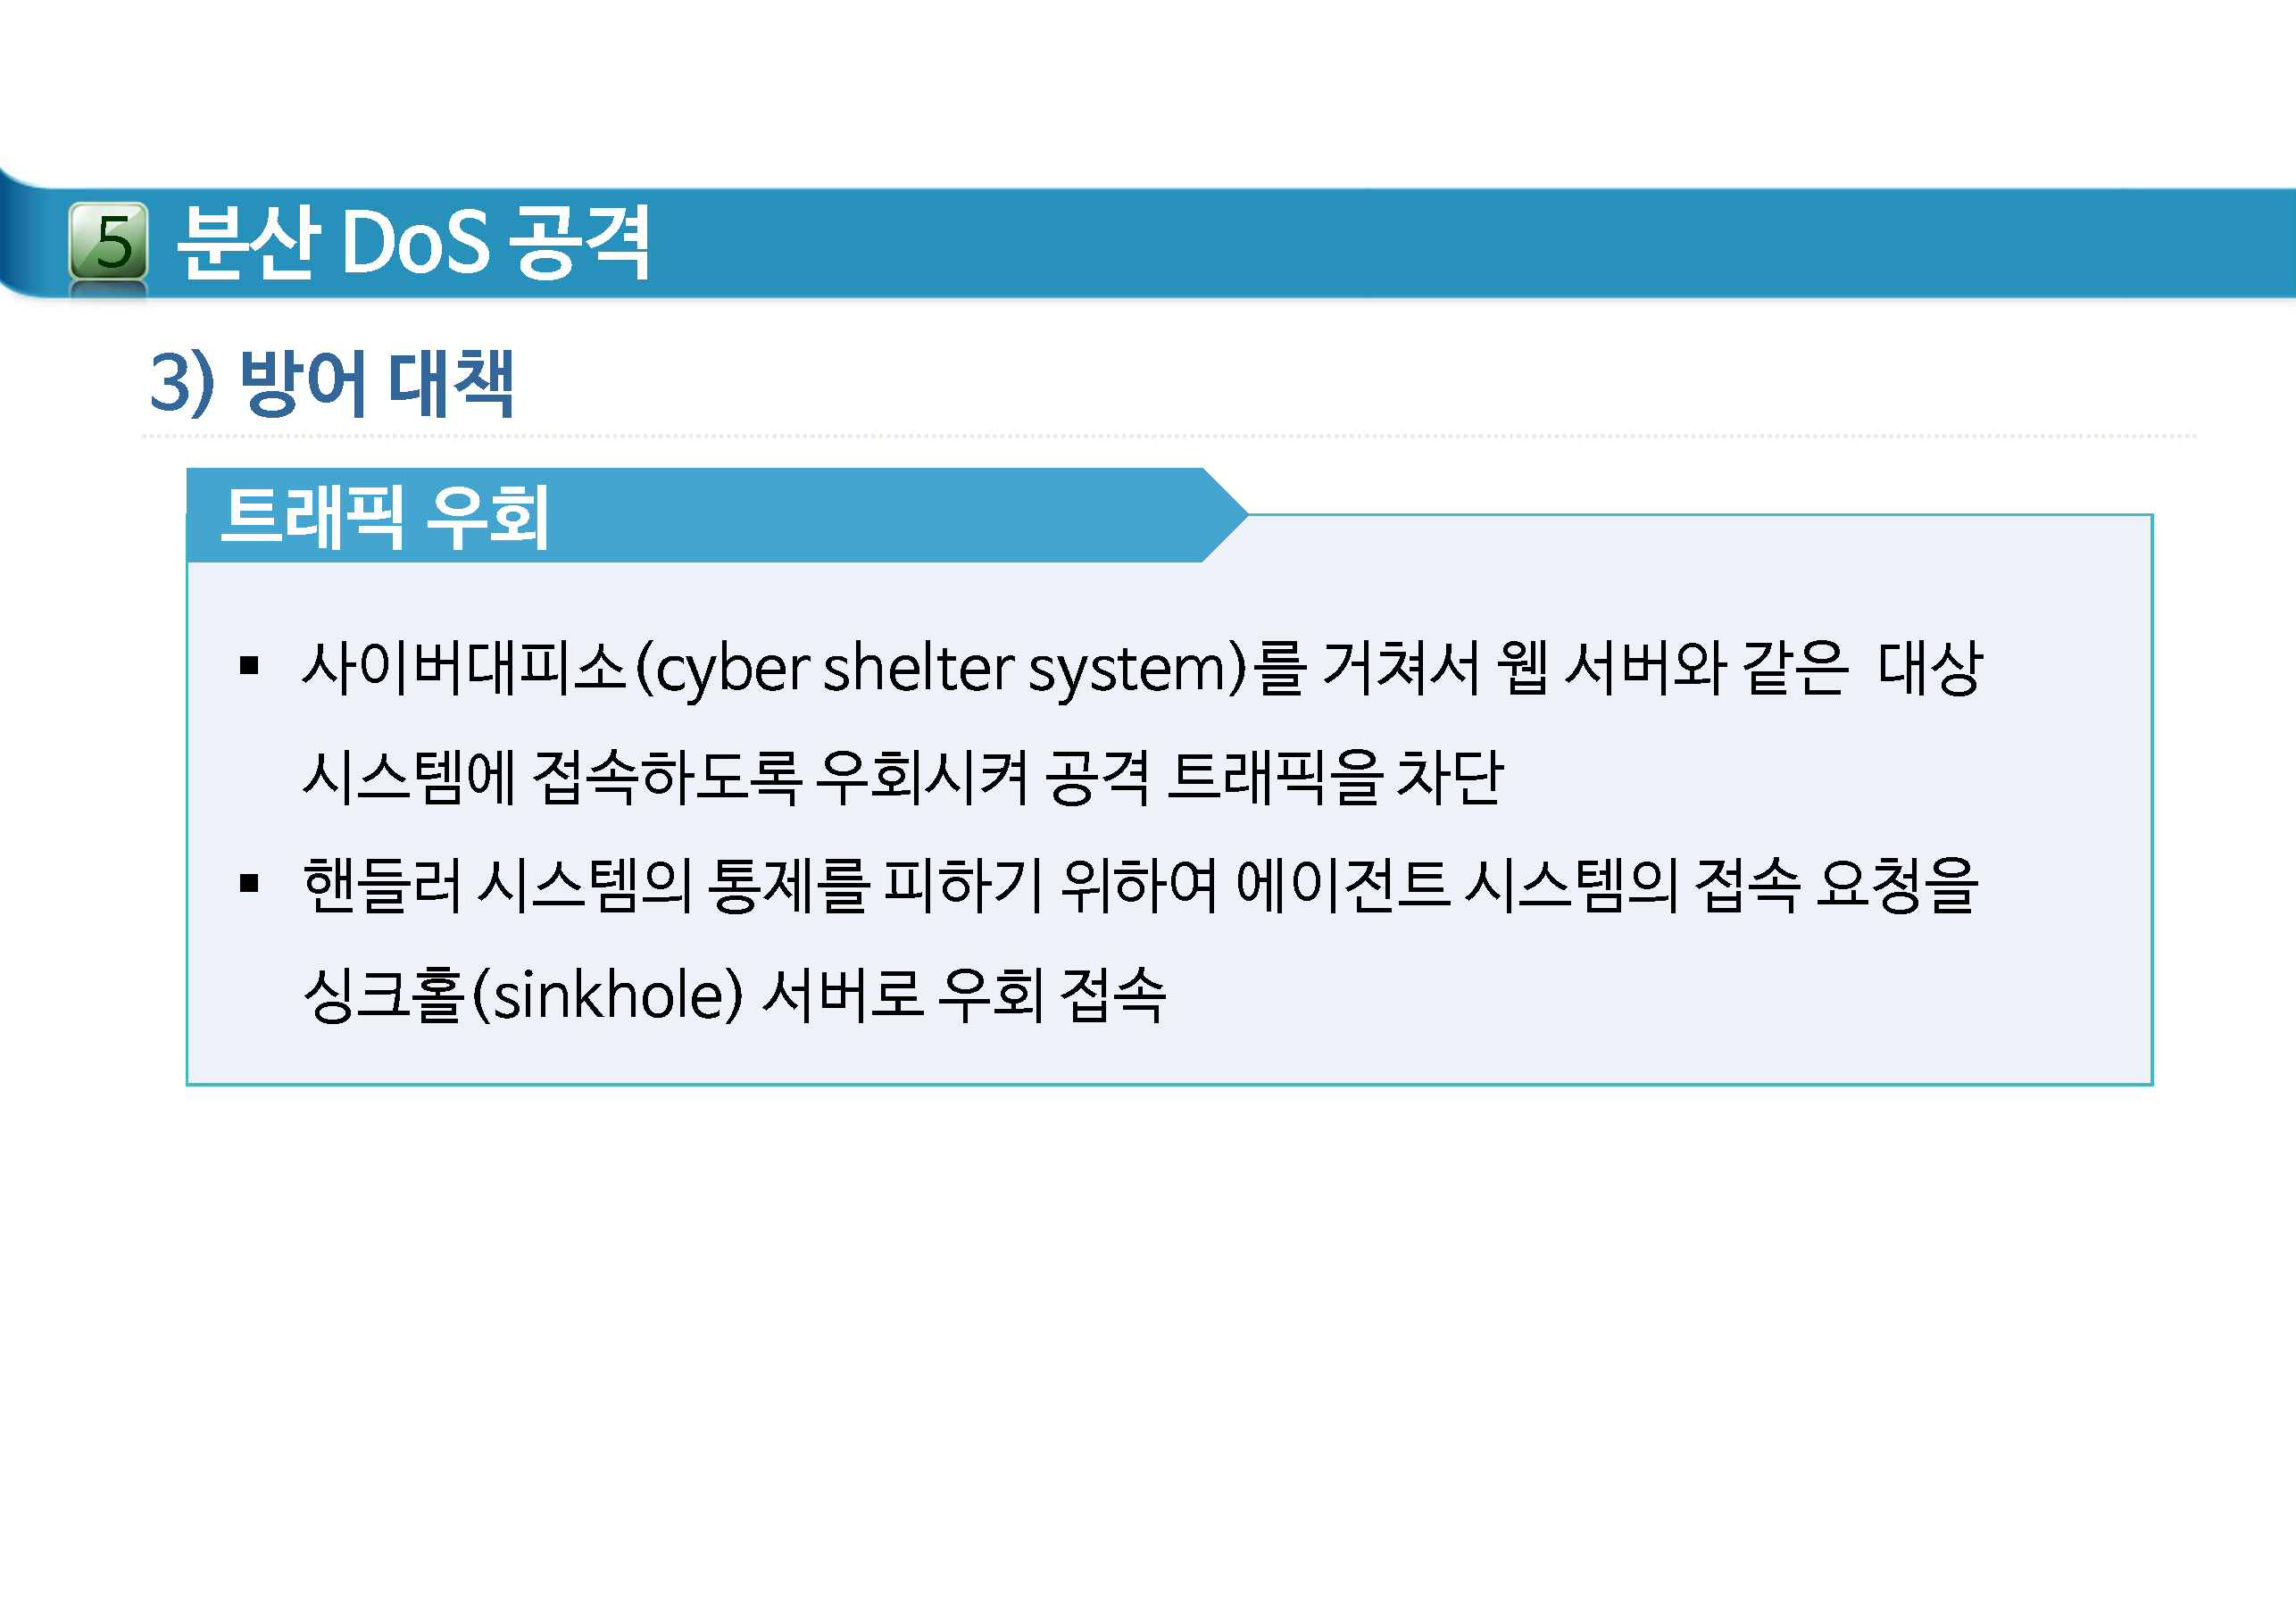 5 분산 DoS 공격
3) 방어 대책
트래픽 우회
▪ 사이버대피소(cyber shelter system)를 거쳐서 웹 서버와 같은 대상
시스템에 접속하도록 우회시켜 공격 트래픽을 차단
▪ 핸들러 시스템의 통제를 피하기 위하여 에이전트 시스템의 접속 요청을
싱크홀(sinkhole) 서버로 우회 접속